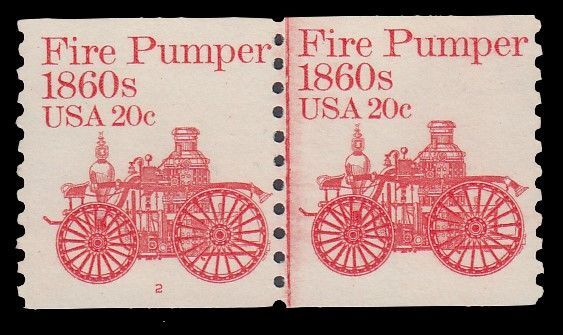 Fire Pumper
1860s
USA 20c
2
Fire Pumper
1860s
USA 20c